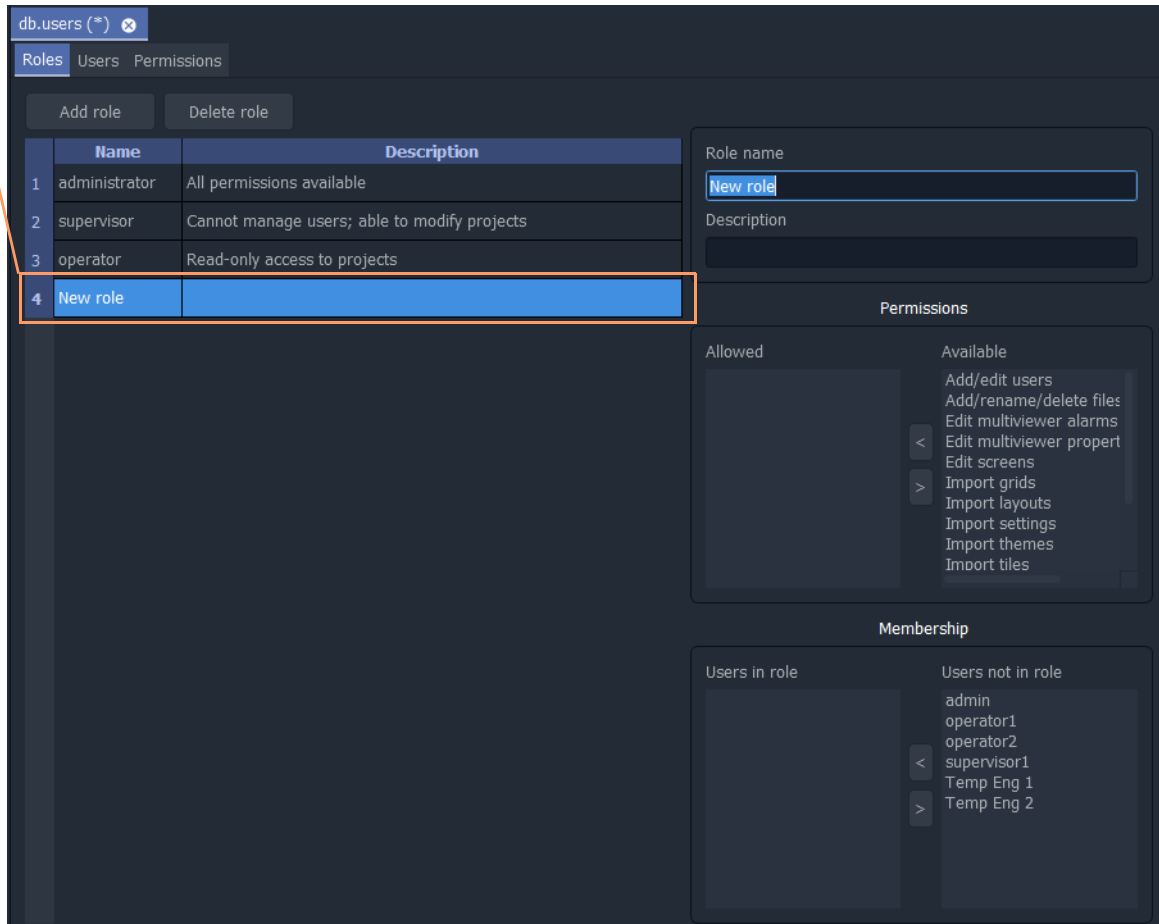 db.users (*)
Roles Users Permissions
Add role Delete role
Name Description
1 administrator All permissions available
2 supervisor Cannot manage users; able to modify projects
3 operator Read-only access to projects
4 New role
Role name
New role
Description
Permissions
Allowed Available
Add/edit users
Add/rename/delete files
Edit multiviewer alarms
Edit multiviewer propert
Edit screens
Import grids
Import layouts
Import settings
Import themes
Import tiles
<
>
Membership
Users in role Users not in role
admin
operator1
operator2
supervisor1
Temp Eng 1
Temp Eng 2
<
>